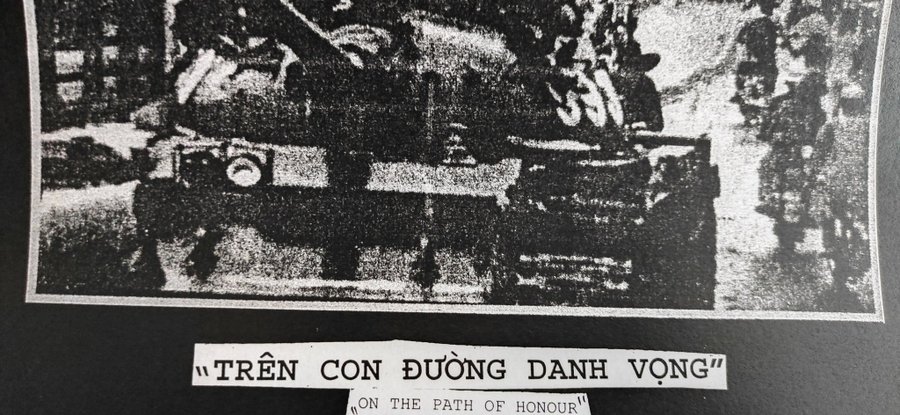 „TRÊN CON ĐƯỜNG DANH VỌNG”
„ON THE PATH OF HONOUR”